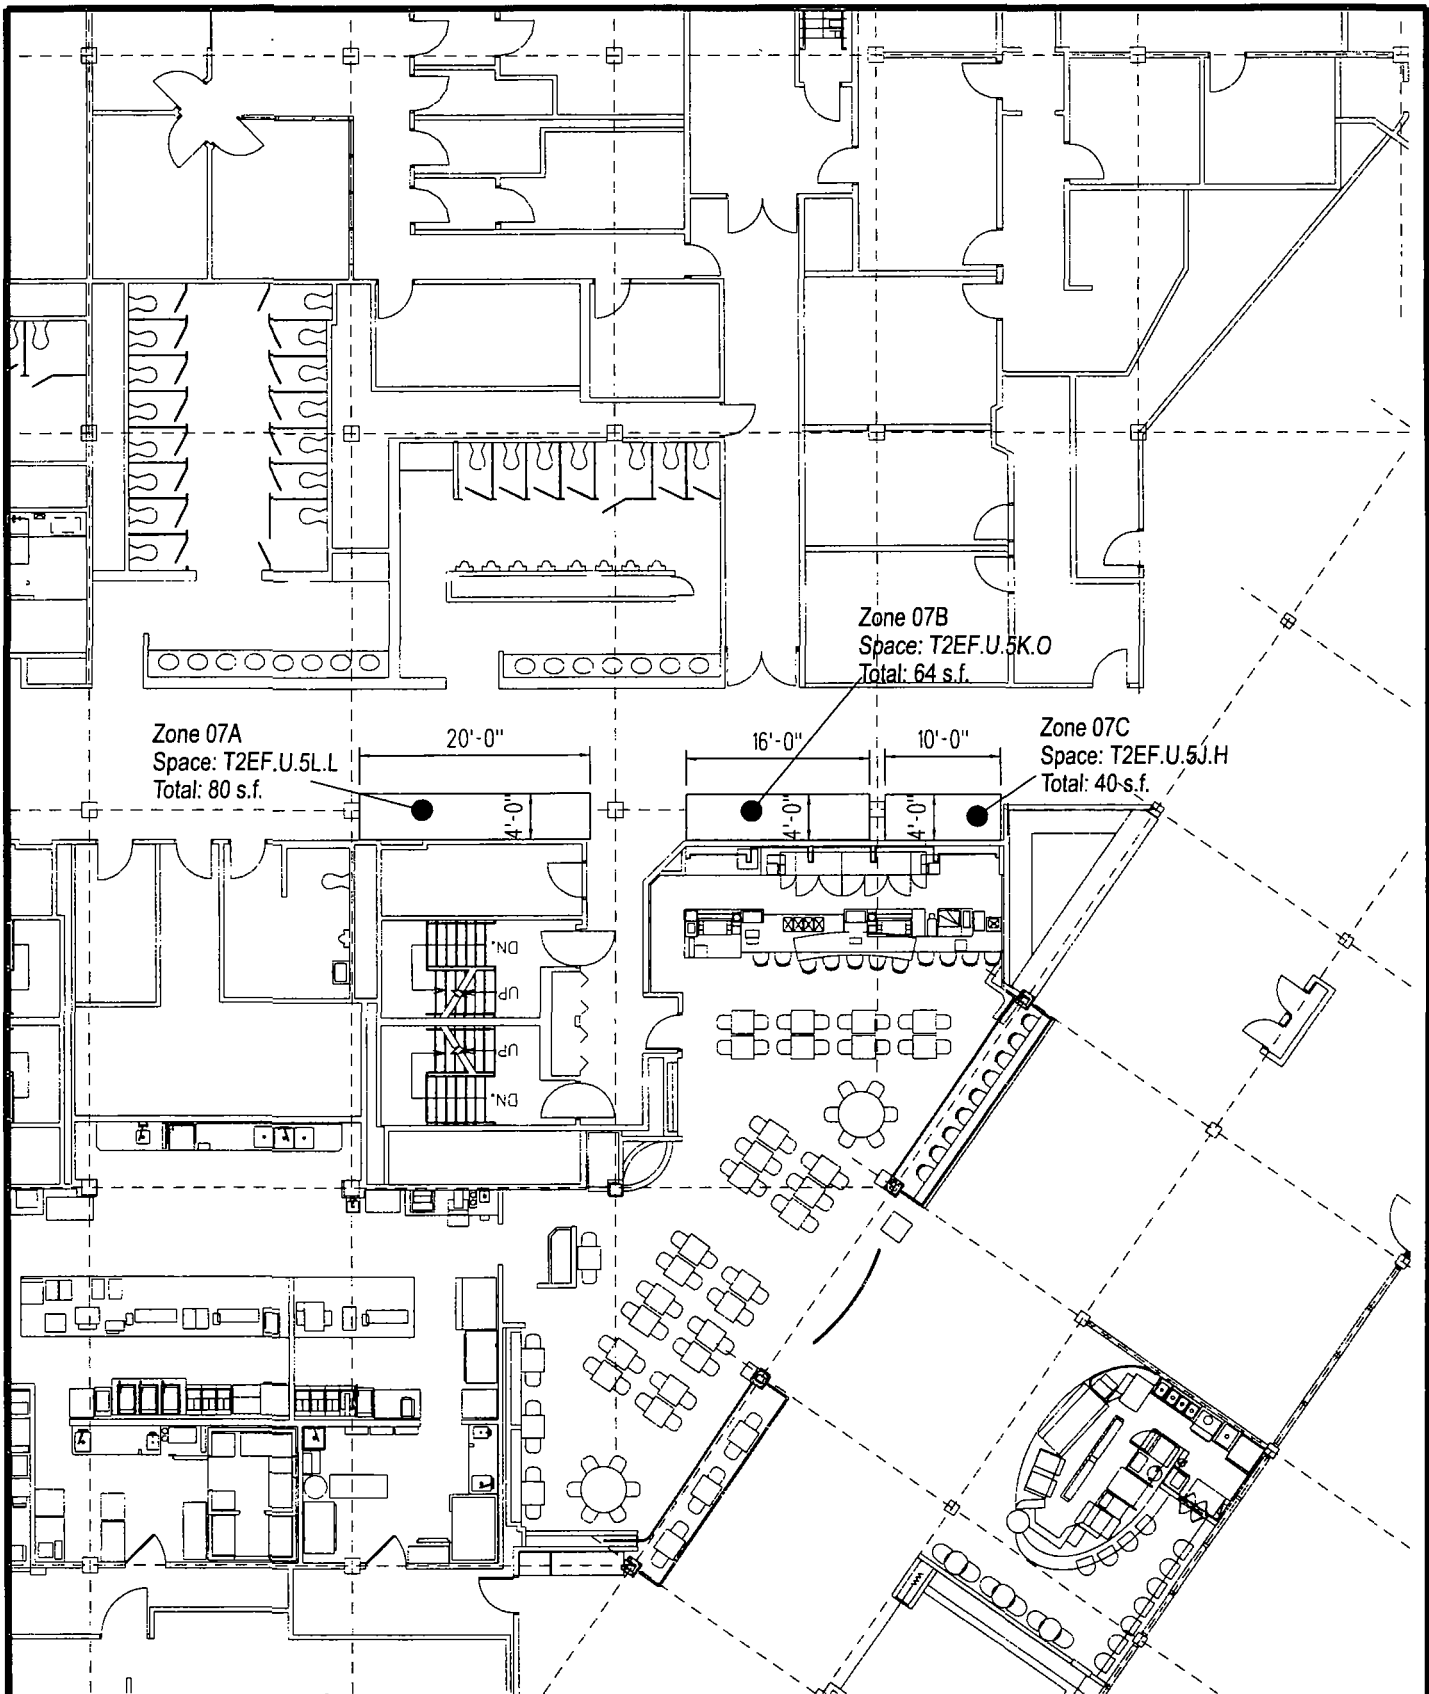 Zone 07B
Space: T2EF.U.5K.O
Total: 64 s.f.
Zone 07A
Space: T2EF.U.5L.L
Total: 80 s.f.
20'-0"
16'-0"
10'-0"
Zone 07C
Space: T2EF.U.5J.H
Total: 40 s.f.
4'-0"
4'-0"
4'-0"
DN.
UP
UP
DN.